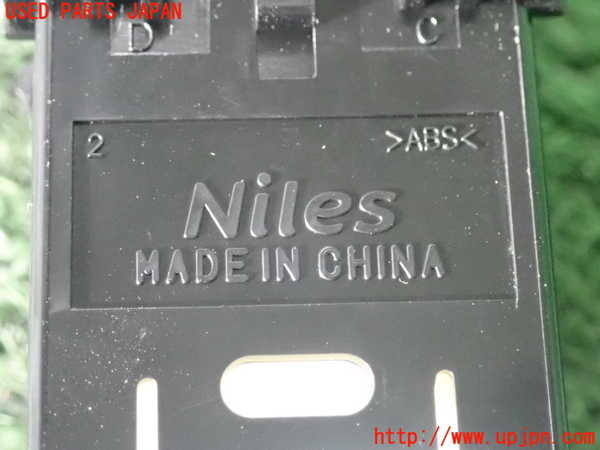 USED PARTS JAPAN
D C
2 >ABS<
Niles
MADE IN CHINA
http://www.upjpn.com